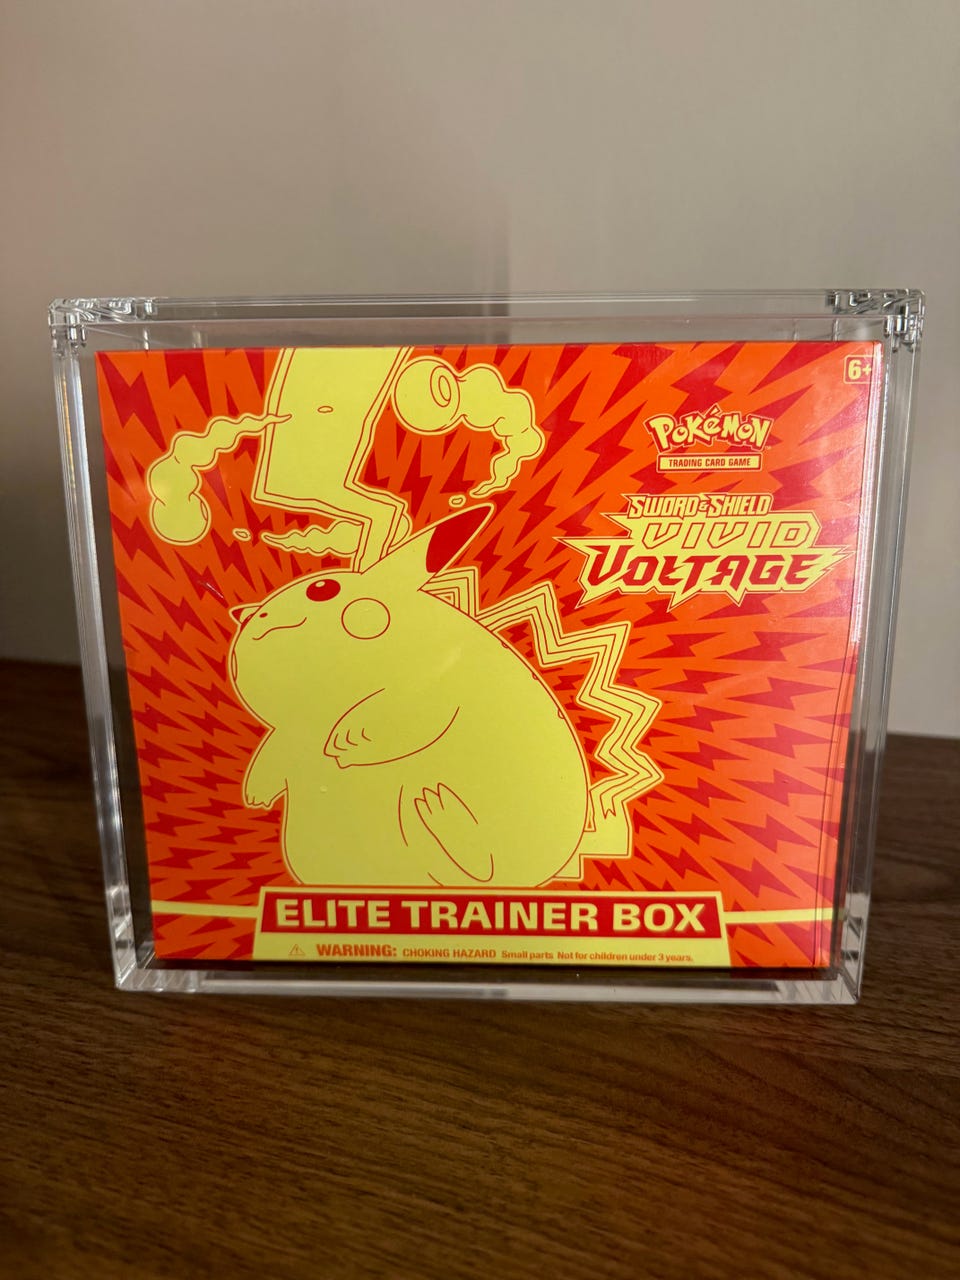 6+
POKéMON
TRADING CARD GAME
SWORD & SHIELD
VIVID
VOLTAGE
ELITE TRAINER BOX
⚠ WARNING: CHOKING HAZARD Small parts Not for children under 3 years.